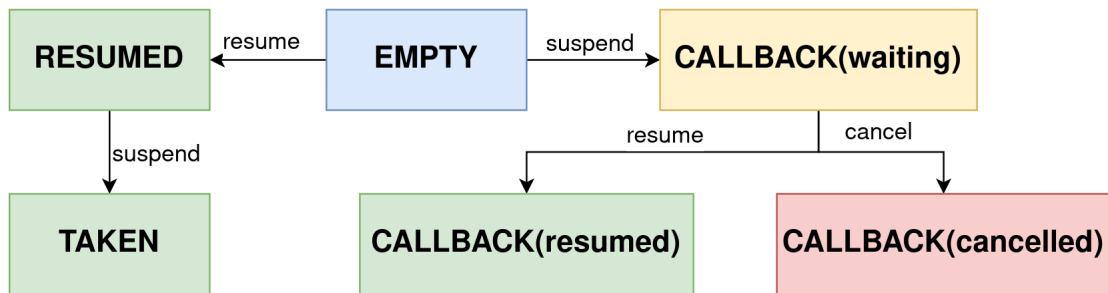 RESUMED
resume
EMPTY
suspend
CALLBACK(waiting)
suspend
resume
cancel
TAKEN
CALLBACK(resumed)
CALLBACK(cancelled)